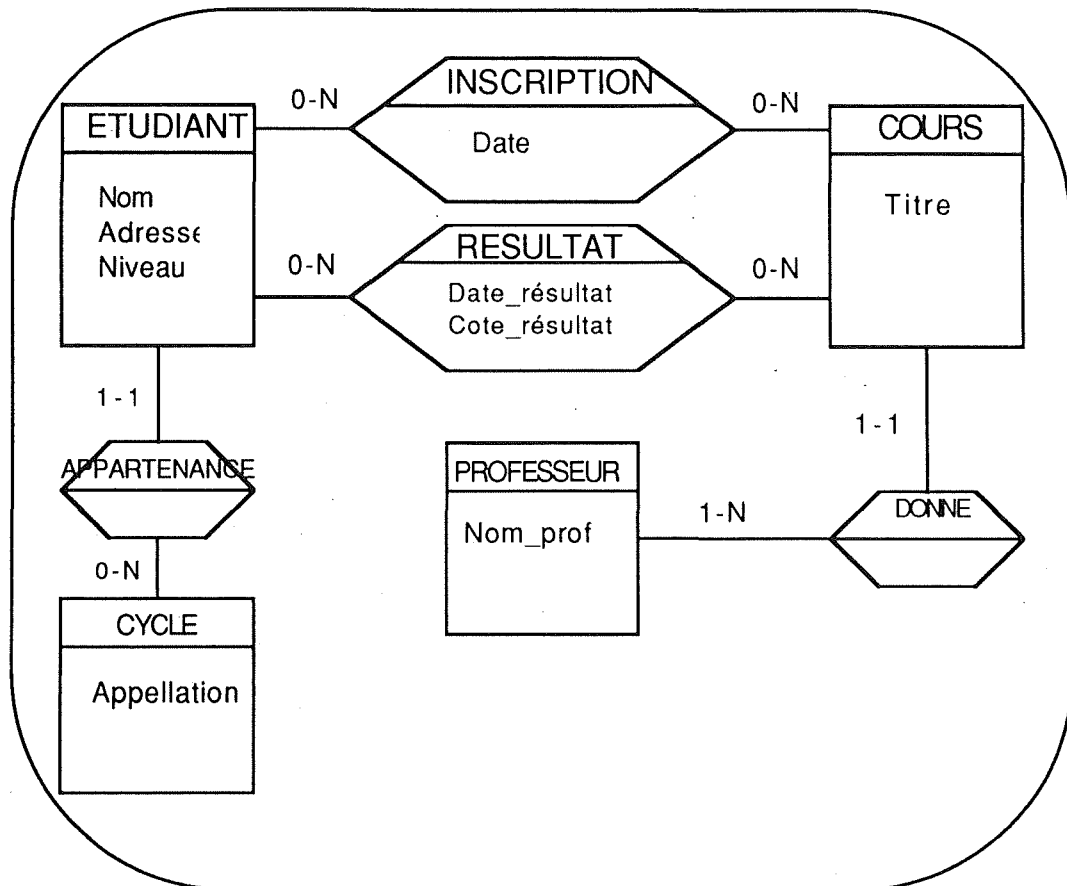 INSCRIPTION
0-N
0-N
ETUDIANT
COURS
Date
Nom
Adresse
Niveau
Titre
RESULTAT
0-N
0-N
Date_résultat
Cote_résultat
1-1
1-1
APPARTENANCE
PROFESSEUR
DONNE
1-N
Nom_prof
0-N
CYCLE
Appellation